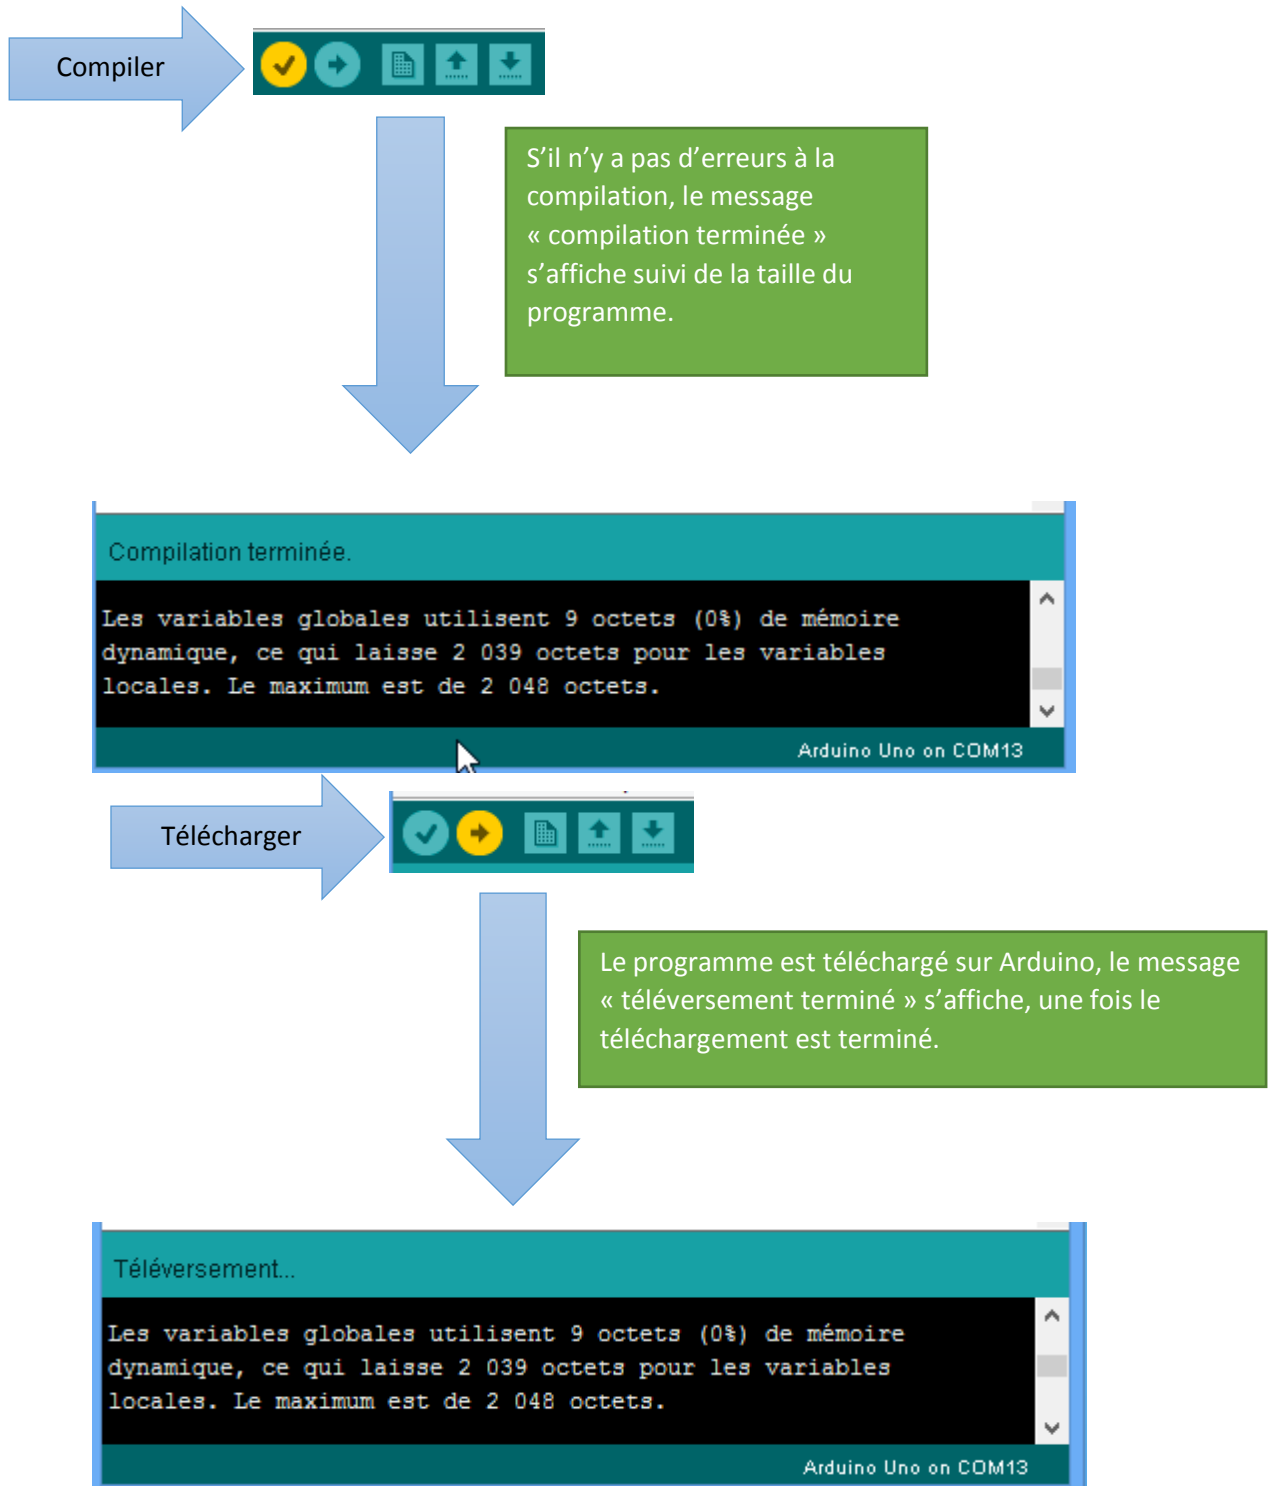 Compiler
S’il n’y a pas d’erreurs à la
compilation, le message
« compilation terminée »
s’affiche suivi de la taille du
programme.
Compilation terminée.
Les variables globales utilisent 9 octets (0%) de mémoire
dynamique, ce qui laisse 2 039 octets pour les variables
locales. Le maximum est de 2 048 octets.
Arduino Uno on COM13
Télécharger
Le programme est téléchargé sur Arduino, le message
« téléversement terminé » s’affiche, une fois le
téléchargement est terminé.
Téléversement...
Les variables globales utilisent 9 octets (0%) de mémoire
dynamique, ce qui laisse 2 039 octets pour les variables
locales. Le maximum est de 2 048 octets.
Arduino Uno on COM13